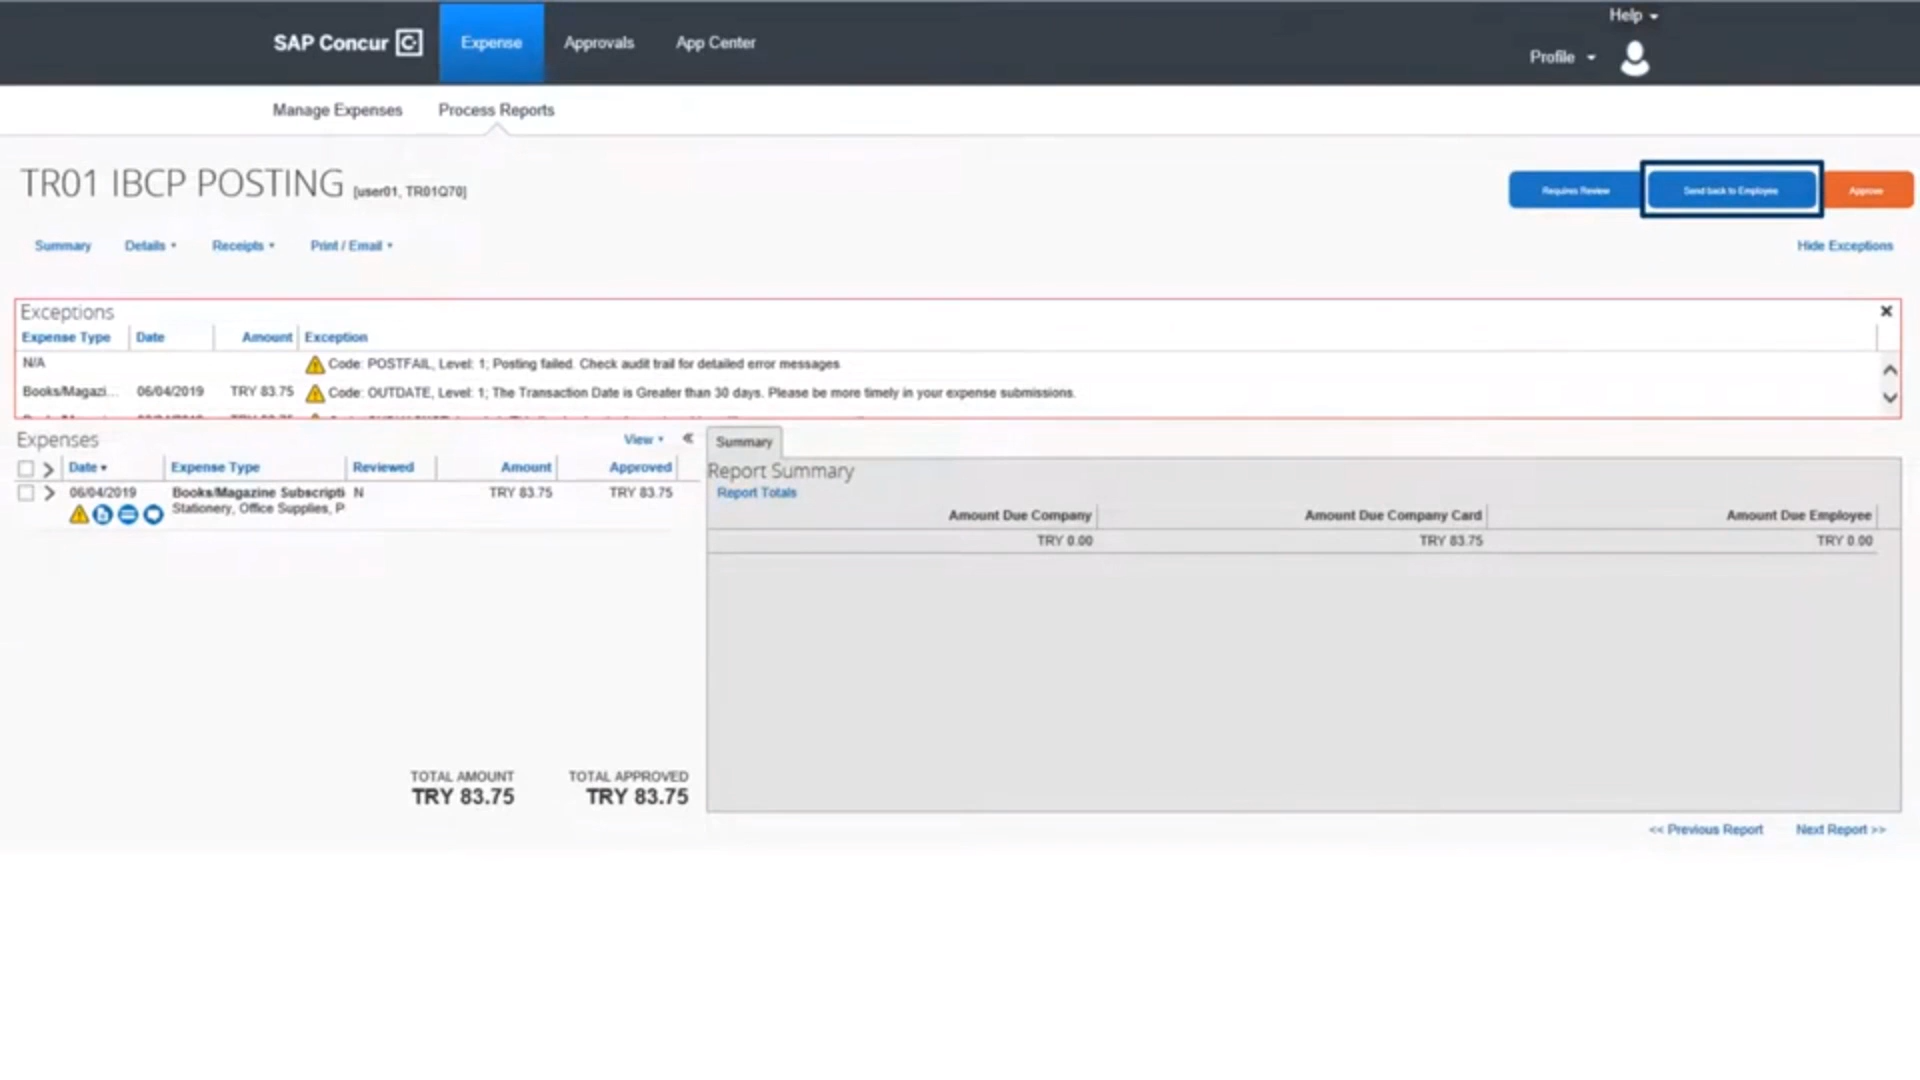 Help
SAP Concur
Expense
Approvals
App Center
Profile
Manage Expenses
Process Reports
TR01 IBCP POSTING [user01, TR01Q70]
Requires Review
Send back to Employee
Approve
Summary
Details
Receipts
Print / Email
Hide Exceptions
Exceptions
Expense Type
Date
Amount
Exception
N/A
Code: POSTFAIL, Level: 1; Posting failed. Check audit trail for detailed error messages
Books/Magazi...
06/04/2019
TRY 83.75
Code: OUTDATE, Level: 1; The Transaction Date is Greater than 30 days. Please be more timely in your expense submissions.
Expenses
View
Date
Expense Type
Reviewed
Amount
Approved
06/04/2019
Books/Magazine Subscripti
N
TRY 83.75
TRY 83.75
Stationery, Office Supplies, P
TOTAL AMOUNT
TRY 83.75
TOTAL APPROVED
TRY 83.75
Summary
Report Summary
Report Totals
Amount Due Company
Amount Due Company Card
Amount Due Employee
TRY 0.00
TRY 83.75
TRY 0.00
<< Previous Report
Next Report >>